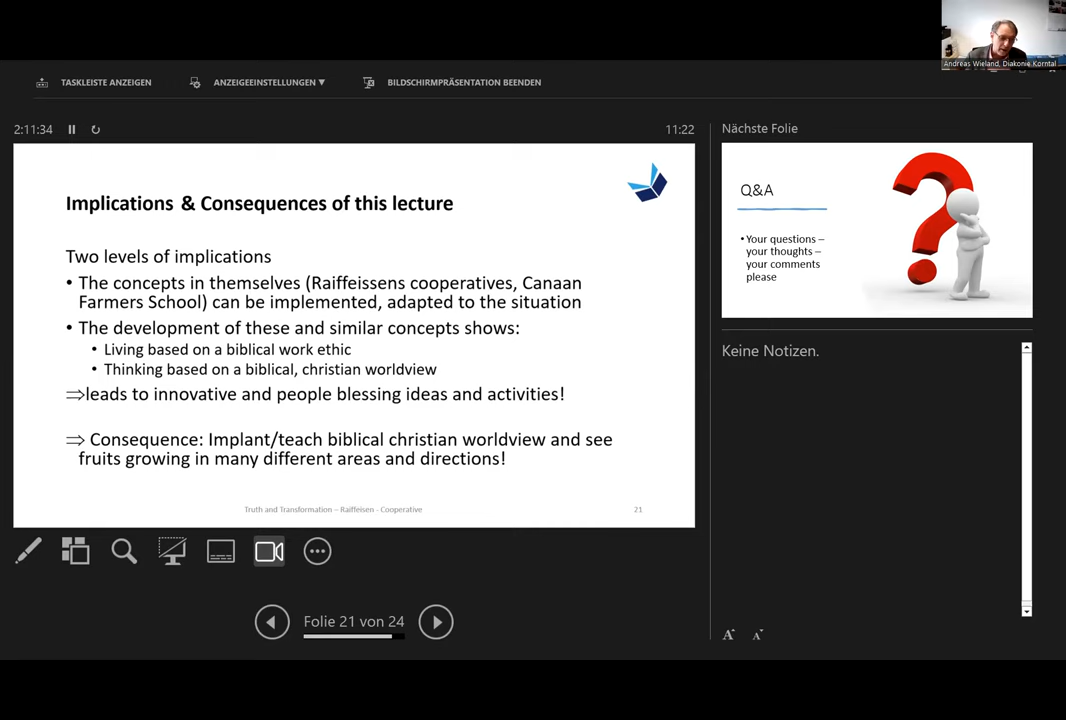 Andreas Wieland, Diakonie Korntal
TASKLEISTE ANZEIGEN
ANZEIGEEINSTELLUNGEN ▼
BILDSCHIRMPRÄSENTATION BEENDEN
2:11:34
11:22
Implications & Consequences of this lecture
Two levels of implications
• The concepts in themselves (Raiffeissens cooperatives, Canaan
Farmers School) can be implemented, adapted to the situation
• The development of these and similar concepts shows:
• Living based on a biblical work ethic
• Thinking based on a biblical, christian worldview
⇒leads to innovative and people blessing ideas and activities!
⇒ Consequence: Implant/teach biblical christian worldview and see
fruits growing in many different areas and directions!
Truth and Transformation – Raiffeisen - Cooperative
21
Nächste Folie
Q&A
• Your questions –
your thoughts –
your comments
please
Keine Notizen.
Folie 21 von 24
A A